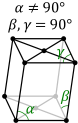 α ≠ 90°
β, γ = 90°
γ
β
α